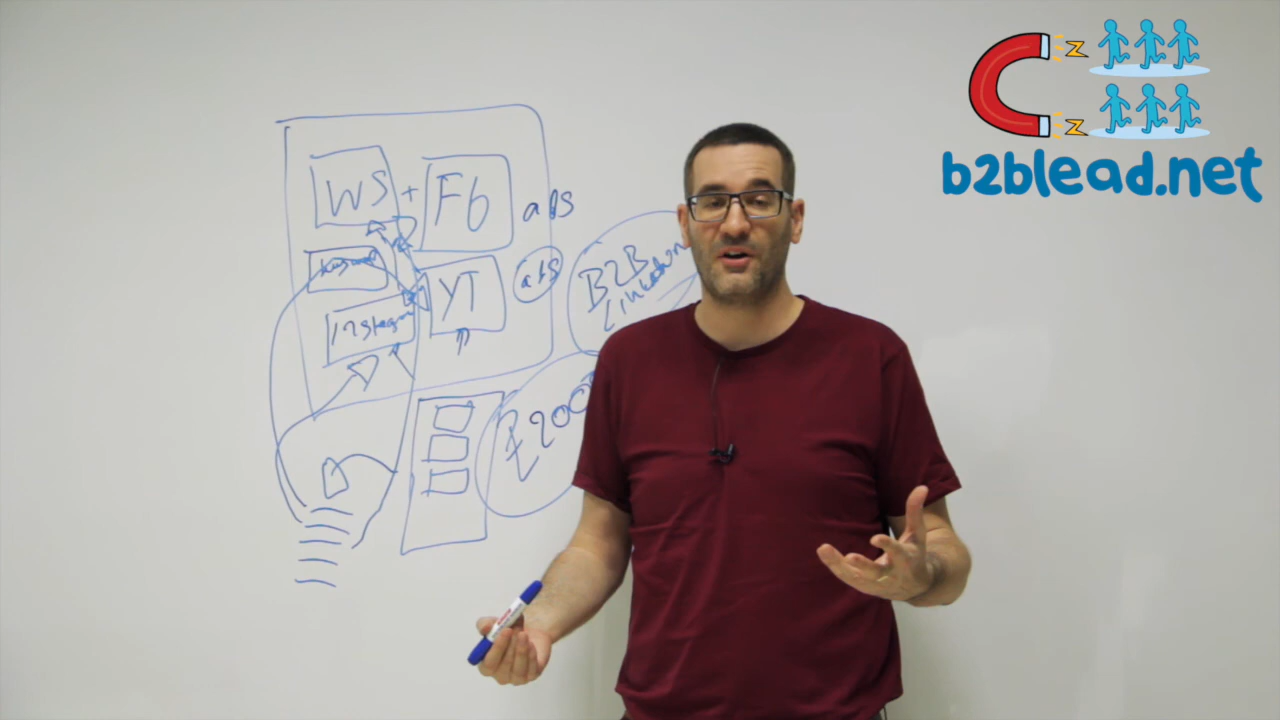 b2blead.net
WS + Fb ads
YT ads
Instagram
B2B
Linkedin
£200